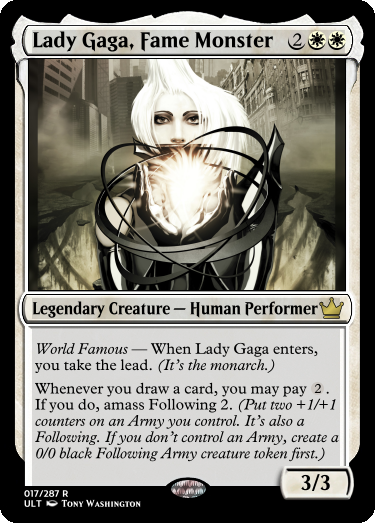 Lady Gaga, Fame Monster 2
Legendary Creature — Human Performer
World Famous — When Lady Gaga enters,
you take the lead. (It's the monarch.)
Whenever you draw a card, you may pay 2.
If you do, amass Following 2. (Put two +1/+1
counters on an Army you control. It's also a
Following. If you don't control an Army, create a
0/0 black Following Army creature token first.)
3/3
017/287 R
ULT Tony Washington